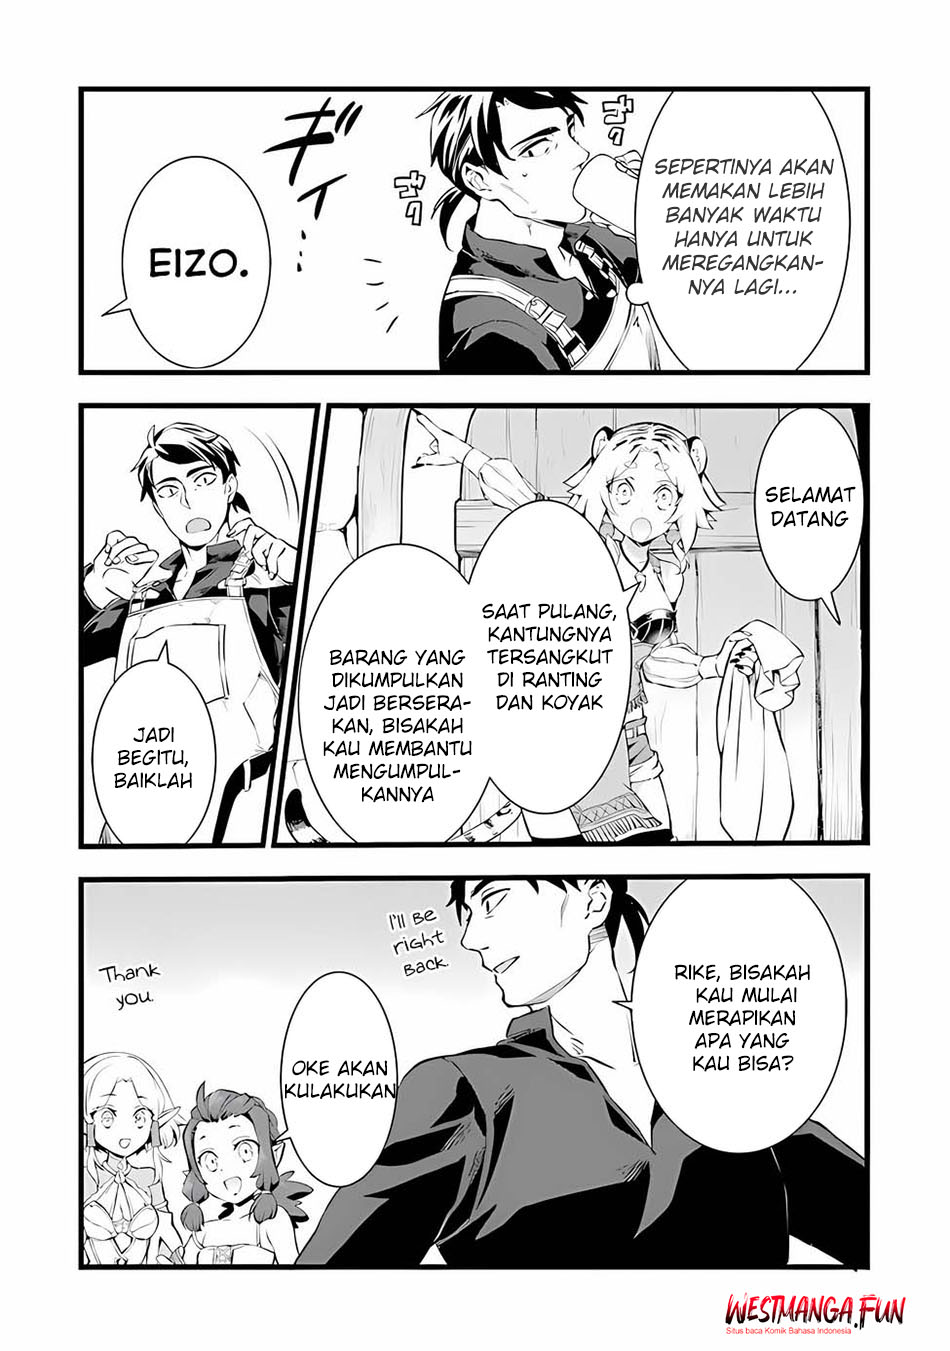 SEPERTINYA AKAN
MEMAKAN LEBIH
BANYAK WAKTU
HANYA UNTUK
MEREGANGKAN-
NYA LAGI...
ゴク
ゴク
ギィ...
EIZO.
SELAMAT
DATANG
SAAT PULANG,
KANTUNGNYA
TERSANGKUT
DI RANTING
DAN KOYAK
BARANG YANG
DIKUMPULKAN
JADI BERSERA-
KAN, BISAKAH
KAU MEMBANTU
MENGUMPUL-
KANNYA
JADI
BEGITU,
BAIKLAH
RIKE, BISAKAH
KAU MULAI
MERAPIKAN
APA YANG
KAU BISA?
I'll be
right
back.
OKE AKAN
KULAKUKAN
Thank
you.
WESTMANGA.FUN
Situs baca Komik Bahasa Indonesia